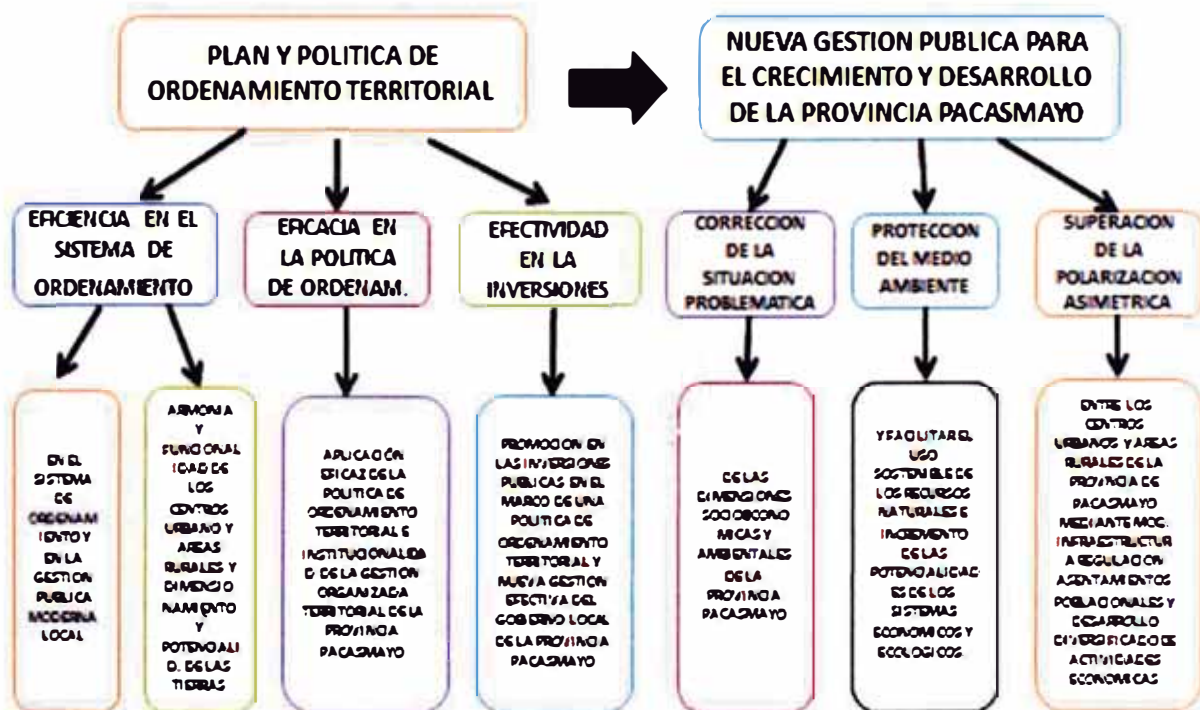 PLAN Y POLITICA DE
ORDENAMIENTO TERRITORIAL
NUEVA GESTION PUBLICA PARA
EL CRECIMIENTO Y DESARROLLO
DE LA PROVINCIA PACASMAYO
EFICIENCIA EN EL
SISTEMA DE
ORDENAMIENTO
EFICACIA EN
LA POLITICA
DE ORDENAM.
EFECTIVIDAD
EN LA
INVERSIONES
CORRECCION
DE LA
SITUACION
PROBLEMATICA
PROTECCION
DEL MEDIO
AMBIENTE
SUPERACION
DE LA
POLARIZACION
ASIMETRICA
EN EL
SISTEMA
DE
ORDENAM
IENTO Y
EN LA
GESTION
PUBLICA
MODERNA
LOCAL
ARMONIA
Y
FUNCIONAL
IDAD DE
LOS
CENTROS
URBANO Y
AREAS
RURALES Y
DIMENSIO
NAMIENTO
Y
POTENCIALI
D. DE LAS
TIERRAS
APLICACIÓN
EFICAZ DE LA
POLITICA DE
ORDENAMIENTO
TERRITORIAL E
INSTITUCIONALIDA
D DE LA GESTION
ORGANIZADA
TERRITORIAL DE LA
PROVINCIA
PACASMAYO
PROMOCION EN
LAS INVERSIONES
PUBLICAS EN EL
MARCO DE UNA
POLITICA DE
ORDENAMIENTO
TERRITORIAL Y
NUEVA GESTION
EFECTIVA DEL
GOBIERNO LOCAL
DE LA PROVINCIA
PACASMAYO
DE LAS
DIMENSIONES
SOCIOECONO
MICAS Y
AMBIENTALES
DE LA
PROVINCIA
PACASMAYO
Y FACILITAR EL
USO
SOSTENIBLE DE
LOS RECURSOS
NATURALES E
INCREMENTO
DE LAS
POTENCIALIDAD
ES DE LOS
SISTEMAS
ECONOMICOS Y
ECOLOGICOS.
ENTRE LOS
CENTROS
URBANOS Y AREAS
RURALES DE LA
PROVINCIA DE
PACASMAYO
MEDIANTE MOC.
INFRAESTRUCTUR
A REGULACION
ASENTAMIENTOS
POBLACIONALES Y
DESARROLLO
DIVERSIFICADO DE
ACTIVIDADES
ECONOMICAS